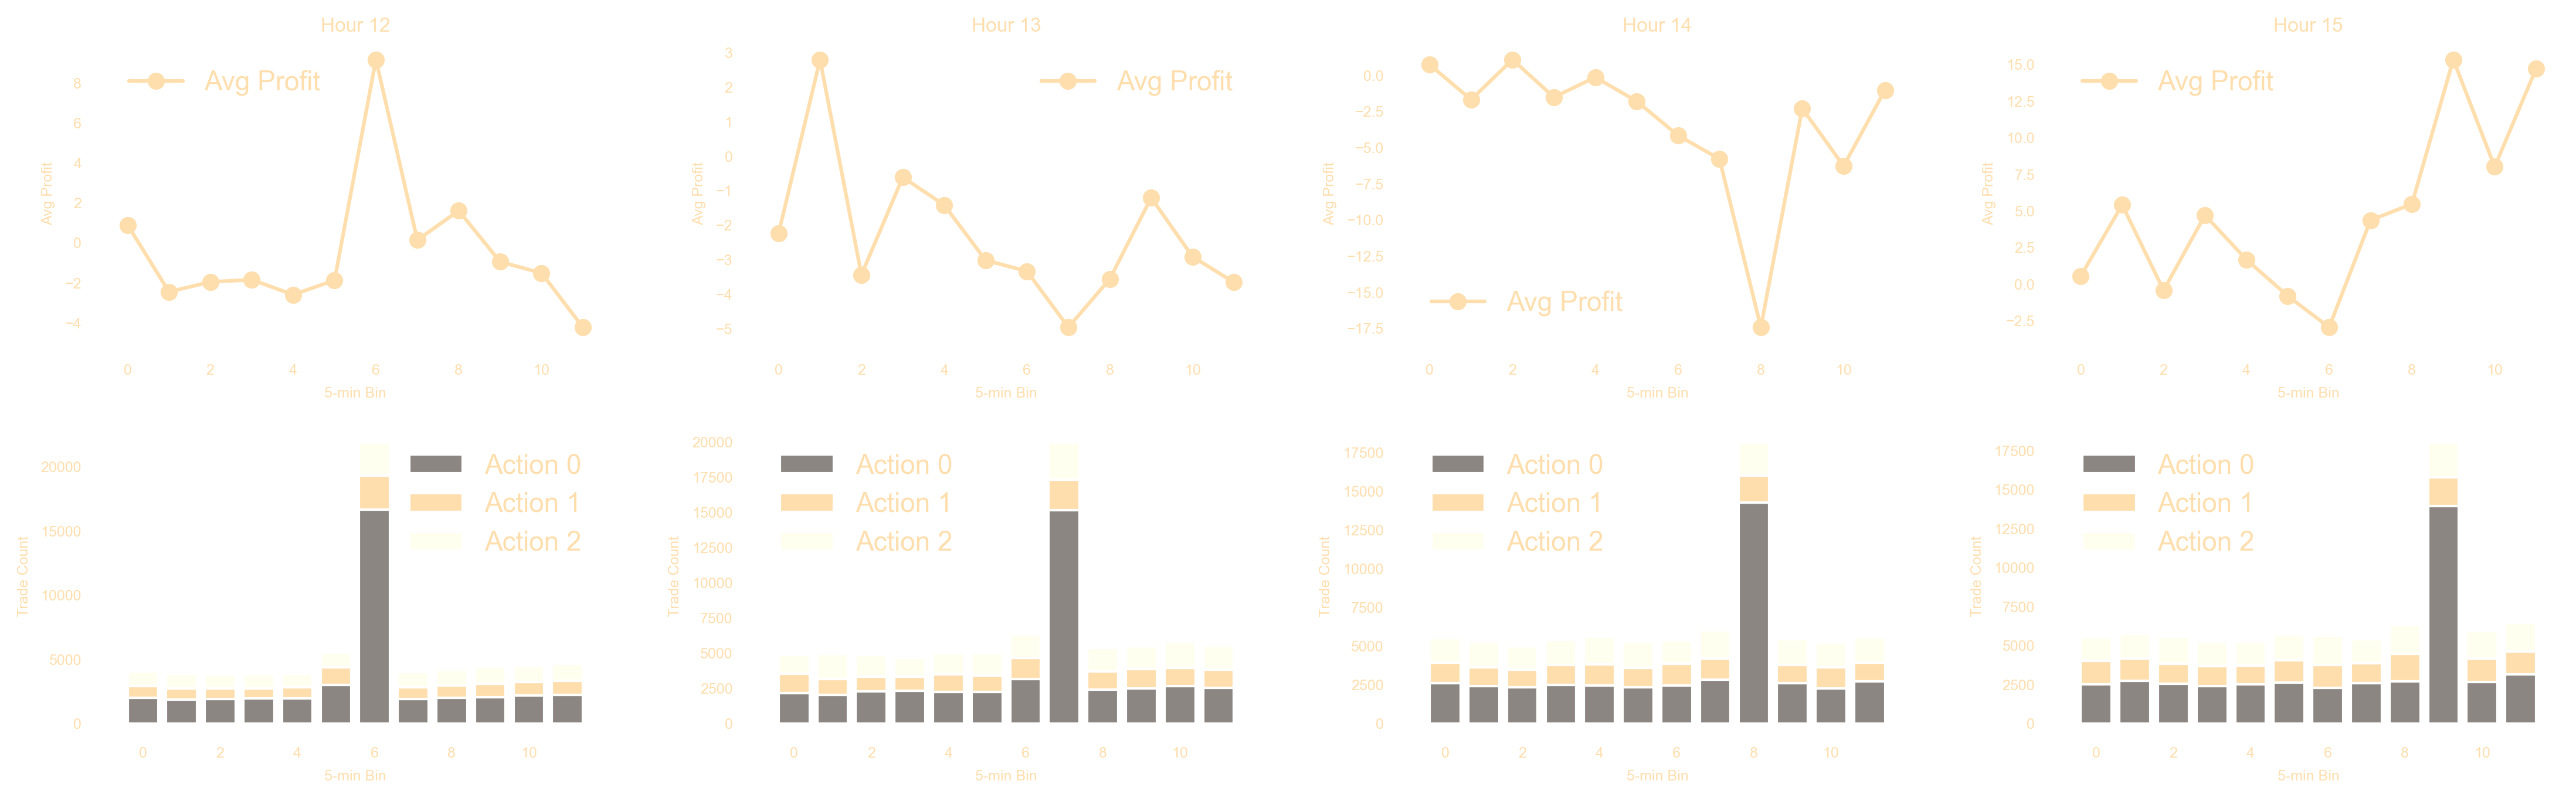 Hour 12
Avg Profit
8
6
4
2
0
−2
−4
Avg Profit
0 2 4 6 8 10
5-min Bin
Hour 13
Avg Profit
3
2
1
0
−1
−2
−3
−4
−5
Avg Profit
0 2 4 6 8 10
5-min Bin
Hour 14
Avg Profit
0.0
−2.5
−5.0
−7.5
−10.0
−12.5
−15.0
−17.5
Avg Profit
0 2 4 6 8 10
5-min Bin
Hour 15
Avg Profit
15.0
12.5
10.0
7.5
5.0
2.5
0.0
−2.5
Avg Profit
0 2 4 6 8 10
5-min Bin
Trade Count
20000
15000
10000
5000
0
Action 0
Action 1
Action 2
0 2 4 6 8 10
5-min Bin
Trade Count
20000
17500
15000
12500
10000
7500
5000
2500
0
Action 0
Action 1
Action 2
0 2 4 6 8 10
5-min Bin
Trade Count
17500
15000
12500
10000
7500
5000
2500
0
Action 0
Action 1
Action 2
0 2 4 6 8 10
5-min Bin
Trade Count
17500
15000
12500
10000
7500
5000
2500
0
Action 0
Action 1
Action 2
0 2 4 6 8 10
5-min Bin